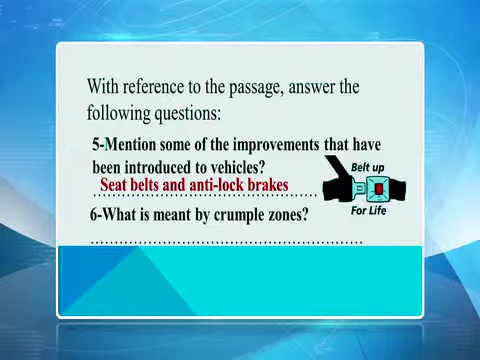 With reference to the passage, answer the
following questions:
5-Mention some of the improvements that have
been introduced to vehicles?
Seat belts and anti-lock brakes
Belt up
For Life
6-What is meant by crumple zones?